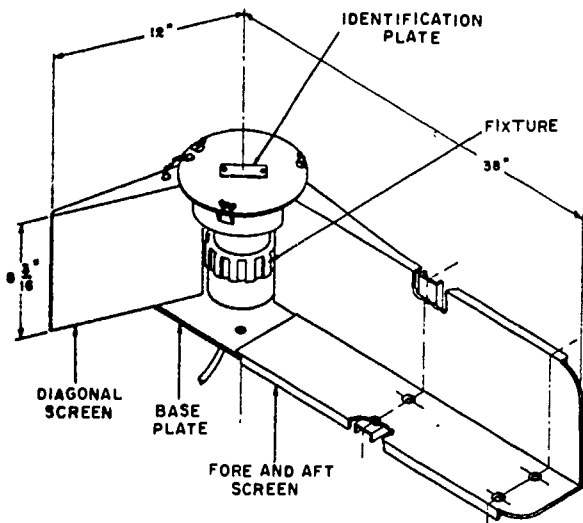 12"
IDENTIFICATION
PLATE
FIXTURE
38"
8 3/16"
DIAGONAL
SCREEN
BASE
PLATE
FORE AND AFT
SCREEN